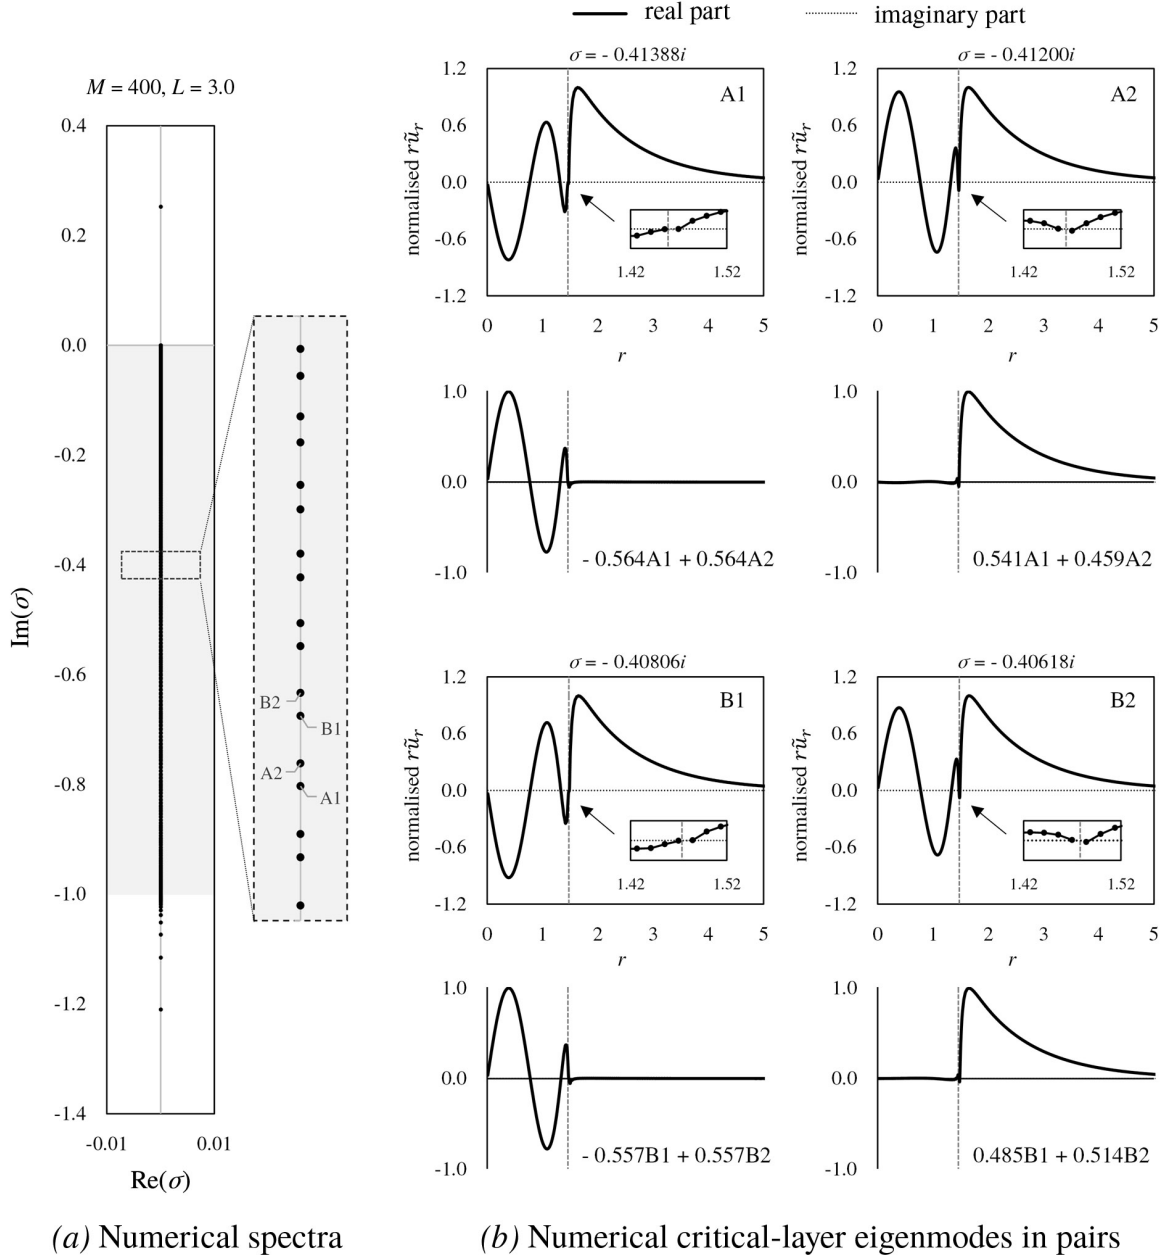 real part imaginary part
M = 400, L = 3.0
0.4
0.2
0.0
-0.2
-0.4
-0.6
-0.8
-1.0
-1.2
-1.4
-0.01 0.01
Re(σ)
Im(σ)
B2
B1
A2
A1
σ = - 0.41388i
A1
1.2
0.6
0.0
-0.6
-1.2
normalised rũr
1.42 1.52
0 1 2 3 4 5
r
σ = - 0.41200i
A2
1.2
0.6
0.0
-0.6
-1.2
normalised rũr
1.42 1.52
0 1 2 3 4 5
r
1.0
0.0
-1.0
- 0.564A1 + 0.564A2
1.0
0.0
-1.0
0.541A1 + 0.459A2
σ = - 0.40806i
B1
1.2
0.6
0.0
-0.6
-1.2
normalised rũr
1.42 1.52
0 1 2 3 4 5
r
σ = - 0.40618i
B2
1.2
0.6
0.0
-0.6
-1.2
normalised rũr
1.42 1.52
0 1 2 3 4 5
r
1.0
0.0
-1.0
- 0.557B1 + 0.557B2
1.0
0.0
-1.0
0.485B1 + 0.514B2
(a) Numerical spectra
(b) Numerical critical-layer eigenmodes in pairs